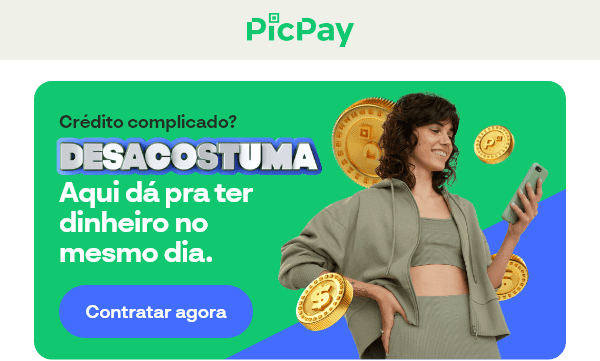 PicPay
Crédito complicado?
DESACOSTUMA
Aqui dá pra ter
dinheiro no
mesmo dia.
Contratar agora